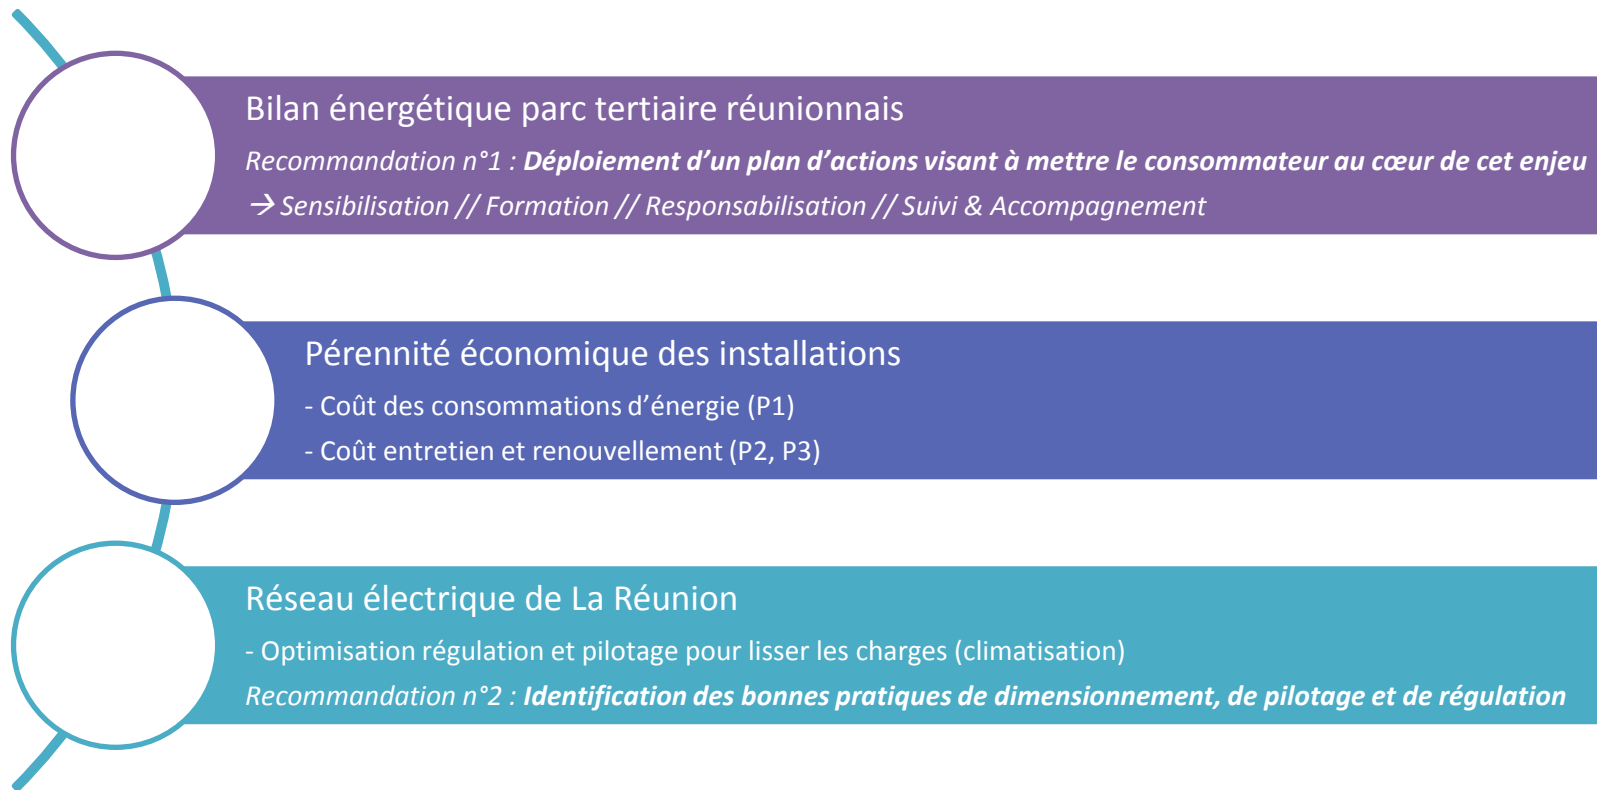 Bilan énergétique parc tertiaire réunionnais
Recommandation n°1 : Déploiement d’un plan d’actions visant à mettre le consommateur au cœur de cet enjeu
→ Sensibilisation // Formation // Responsabilisation // Suivi & Accompagnement
Pérennité économique des installations
- Coût des consommations d’énergie (P1)
- Coût entretien et renouvellement (P2, P3)
Réseau électrique de La Réunion
- Optimisation régulation et pilotage pour lisser les charges (climatisation)
Recommandation n°2 : Identification des bonnes pratiques de dimensionnement, de pilotage et de régulation